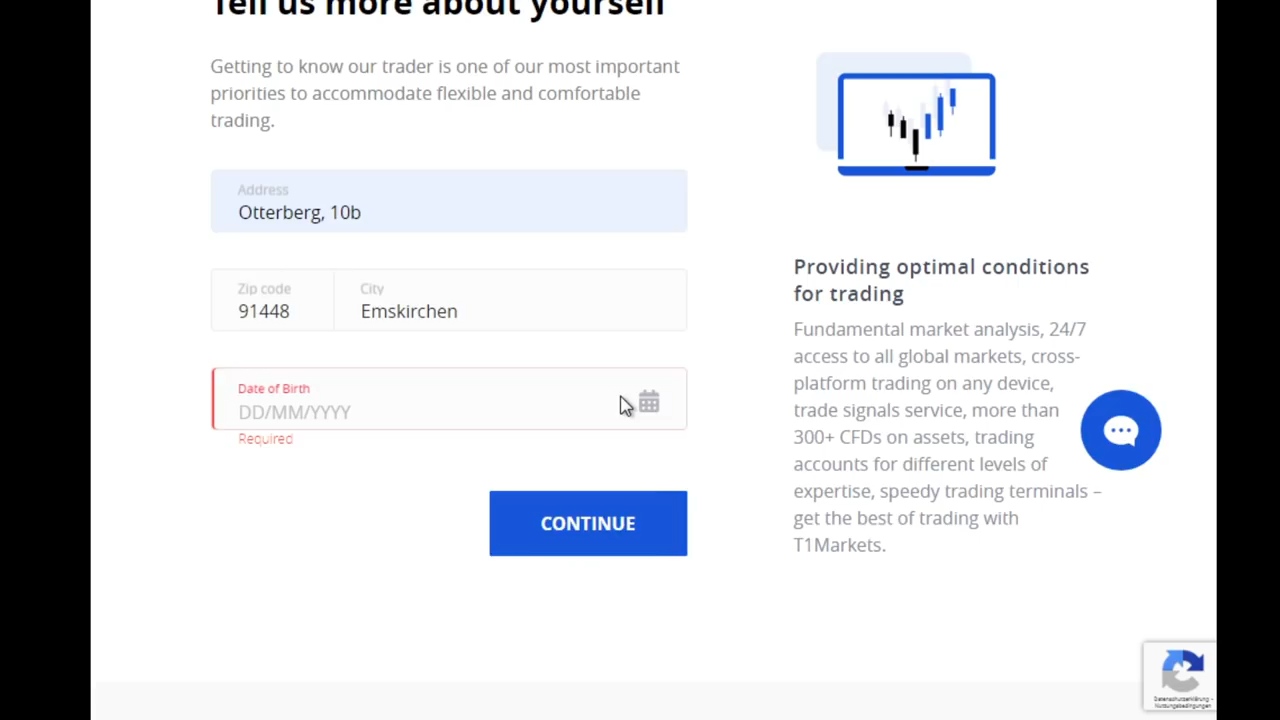 Tell us more about yourself
Getting to know our trader is one of our most important
priorities to accommodate flexible and comfortable
trading.
Address
Otterberg, 10b
Zip code
91448
City
Emskirchen
Date of Birth
DD/MM/YYYY
Required
CONTINUE
Providing optimal conditions
for trading
Fundamental market analysis, 24/7
access to all global markets, cross-
platform trading on any device,
trade signals service, more than
300+ CFDs on assets, trading
accounts for different levels of
expertise, speedy trading terminals –
get the best of trading with
T1Markets.
Datenschutzerklärung -
Nutzungsbedingungen